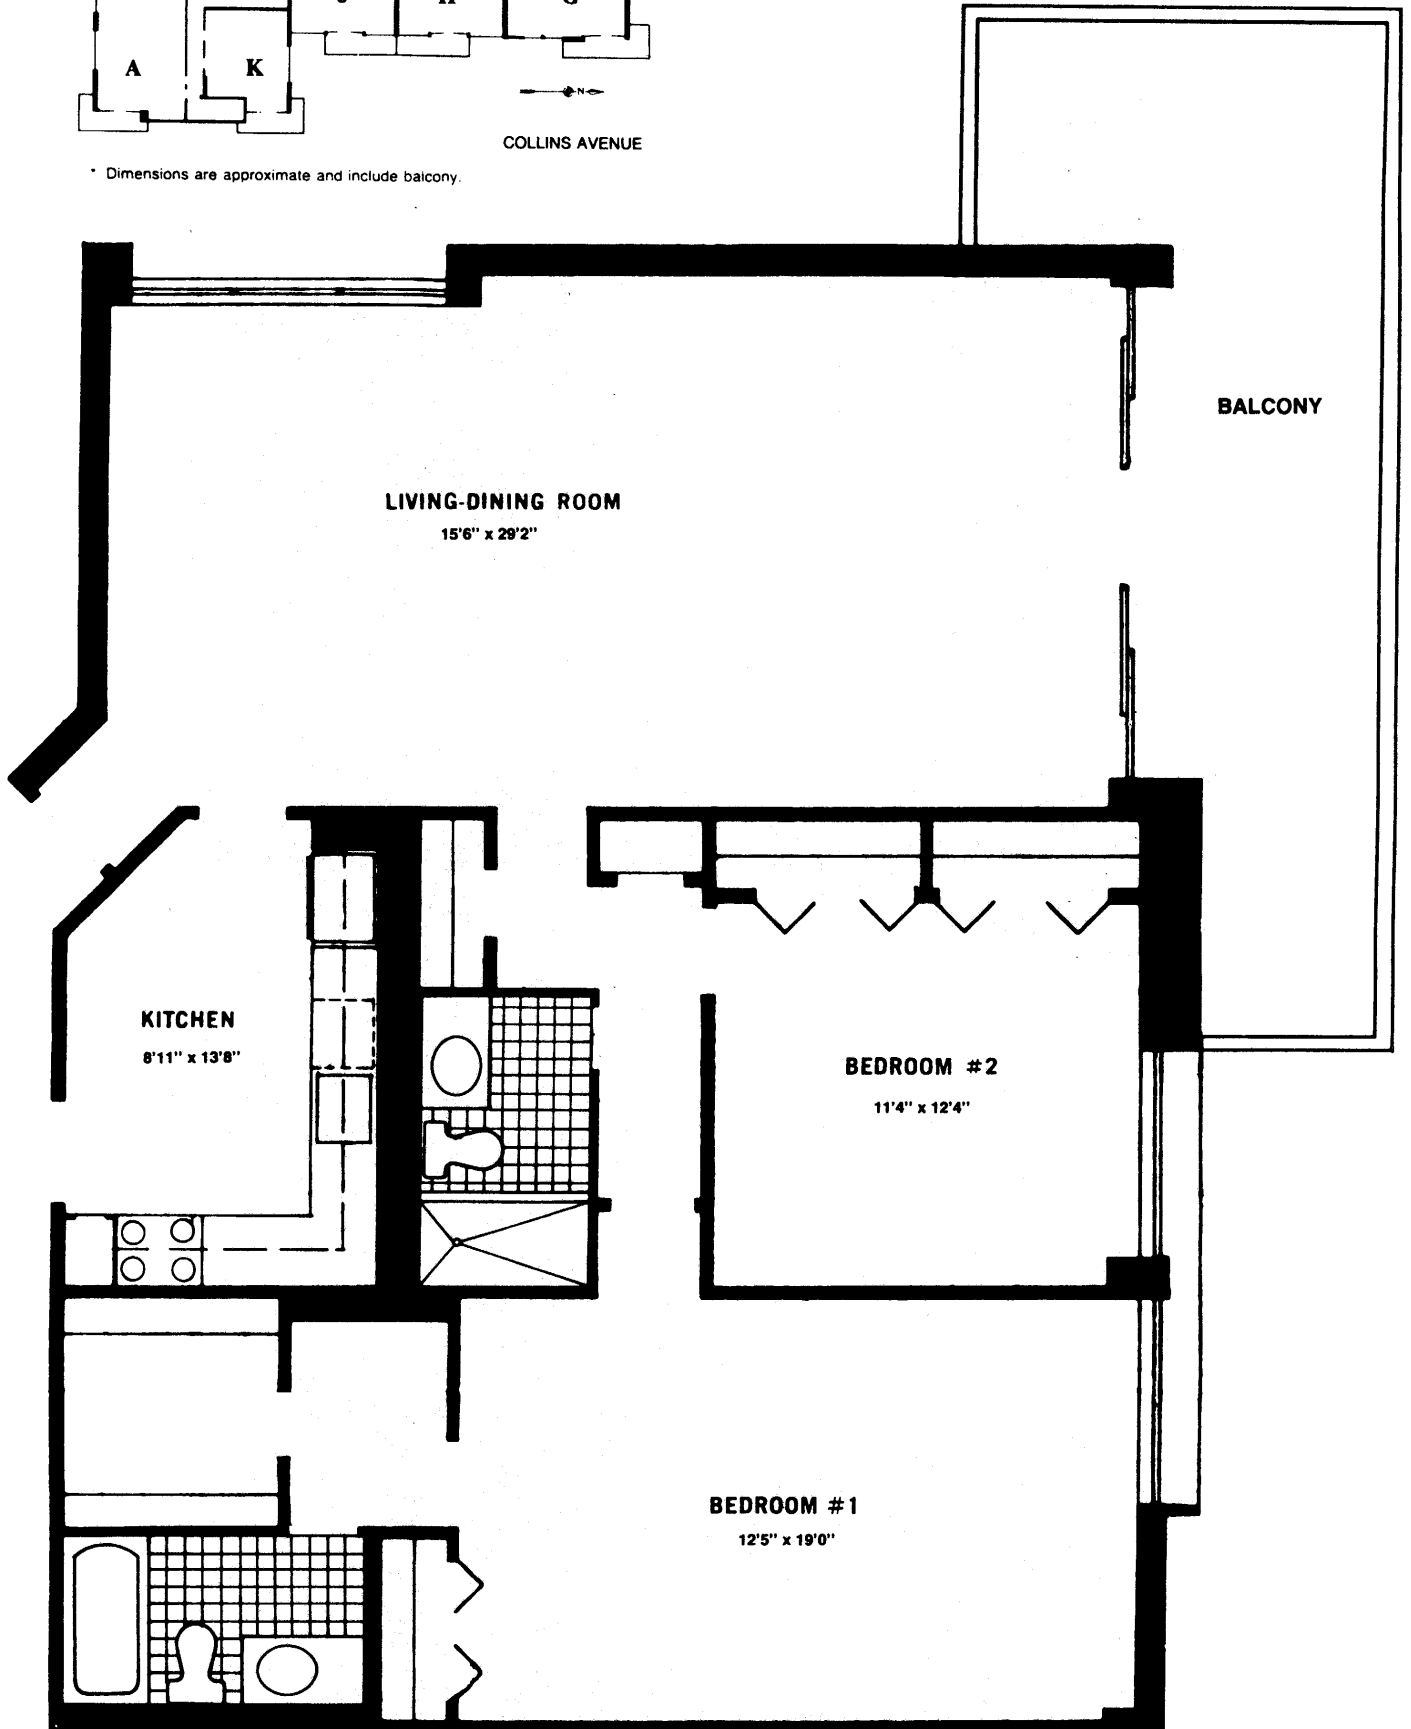 A
K
N
COLLINS AVENUE
* Dimensions are approximate and include balcony.
BALCONY
LIVING-DINING ROOM
15'6" x 29'2"
KITCHEN
8'11" x 13'8"
BEDROOM #2
11'4" x 12'4"
BEDROOM #1
12'5" x 19'0"